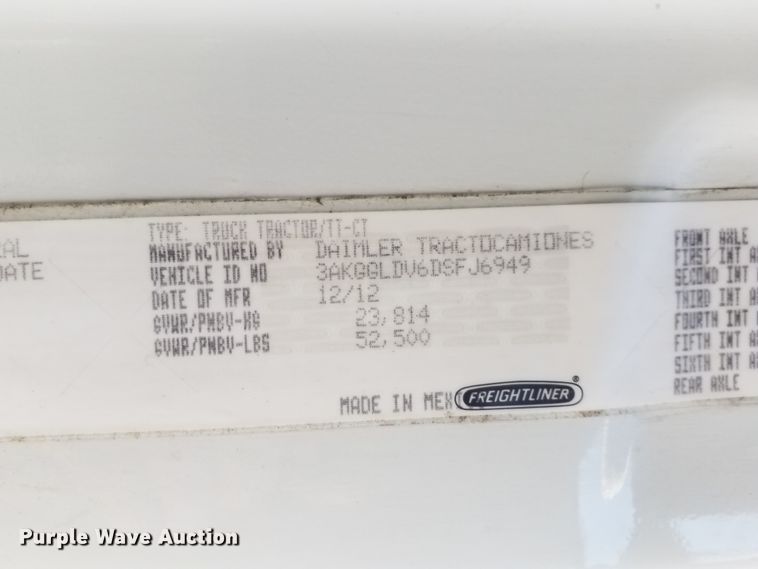 AL
DATE
TYPE: TRUCK TRACTOR/TT-CT
MANUFACTURED BY DAIMLER TRACTOCAMIONES
VEHICLE ID NO 3AKGGLDV6DSFJ6949
DATE OF MFR 12/12
GVWR/PNBV-KG 23,814
GVWR/PNBV-LBS 52,500
MADE IN MEX
FREIGHTLINER®
FRONT AXLE
FIRST INT A
SECOND INT
THIRD INT A
FOURTH INT
FIFTH INT A
SIXTH INT A
REAR AXLE
Purple Wave Auction